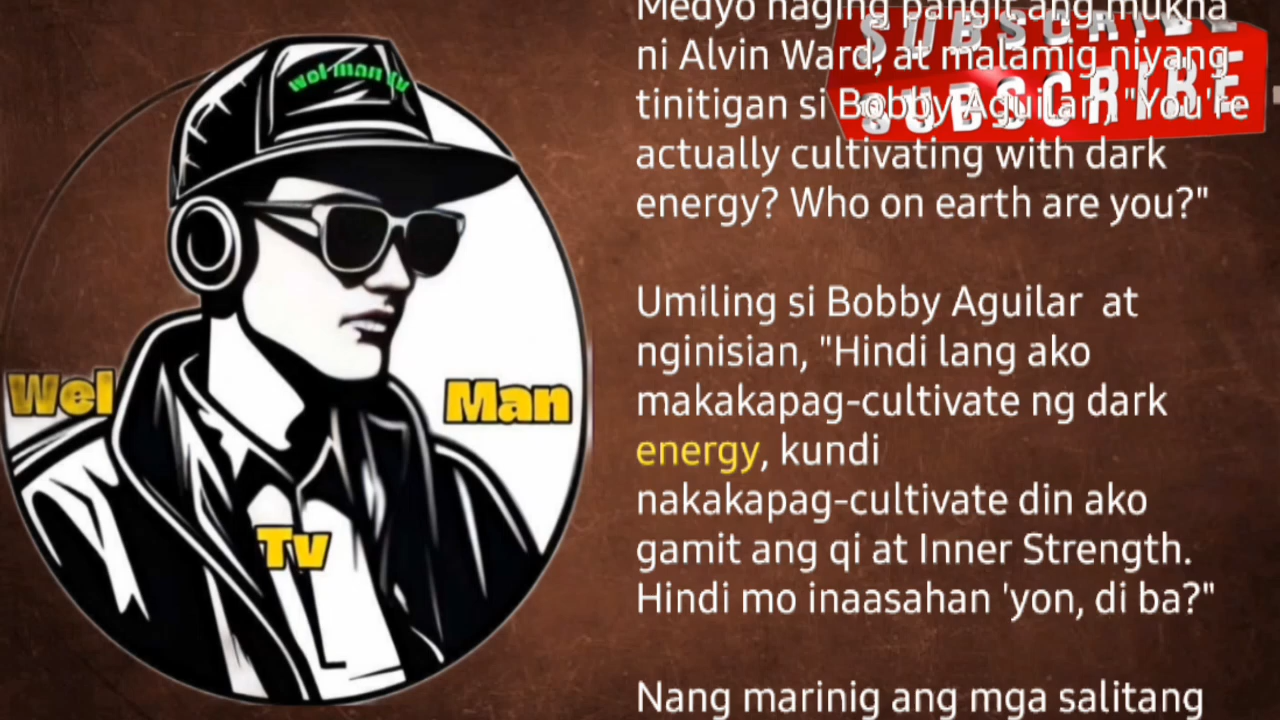 wel man tv
Wel
Man
Tv
SUBSCRIBE
SUBSCRIBE
Medyo naging pangit ang mukha
ni Alvin Ward, at malamig niyang
tinitigan si Bobby Aguilar , "You're
actually cultivating with dark
energy? Who on earth are you?"
Umiling si Bobby Aguilar at
nginisian, "Hindi lang ako
makakapag-cultivate ng dark
energy, kundi
nakakapag-cultivate din ako
gamit ang qi at Inner Strength.
Hindi mo inaasahan 'yon, di ba?"
Nang marinig ang mga salitang